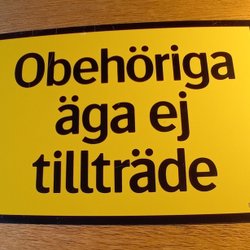 Obehöriga
äga ej
tillträde